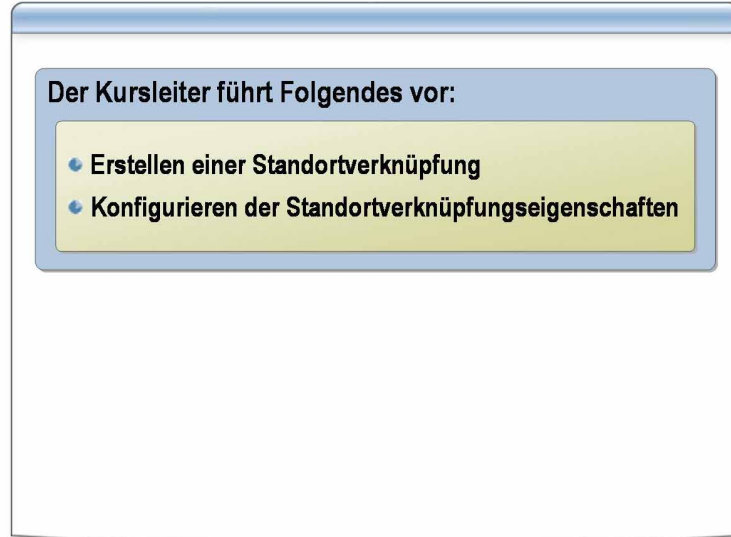 Der Kursleiter führt Folgendes vor:
Erstellen einer Standortverknüpfung
Konfigurieren der Standortverknüpfungseigenschaften